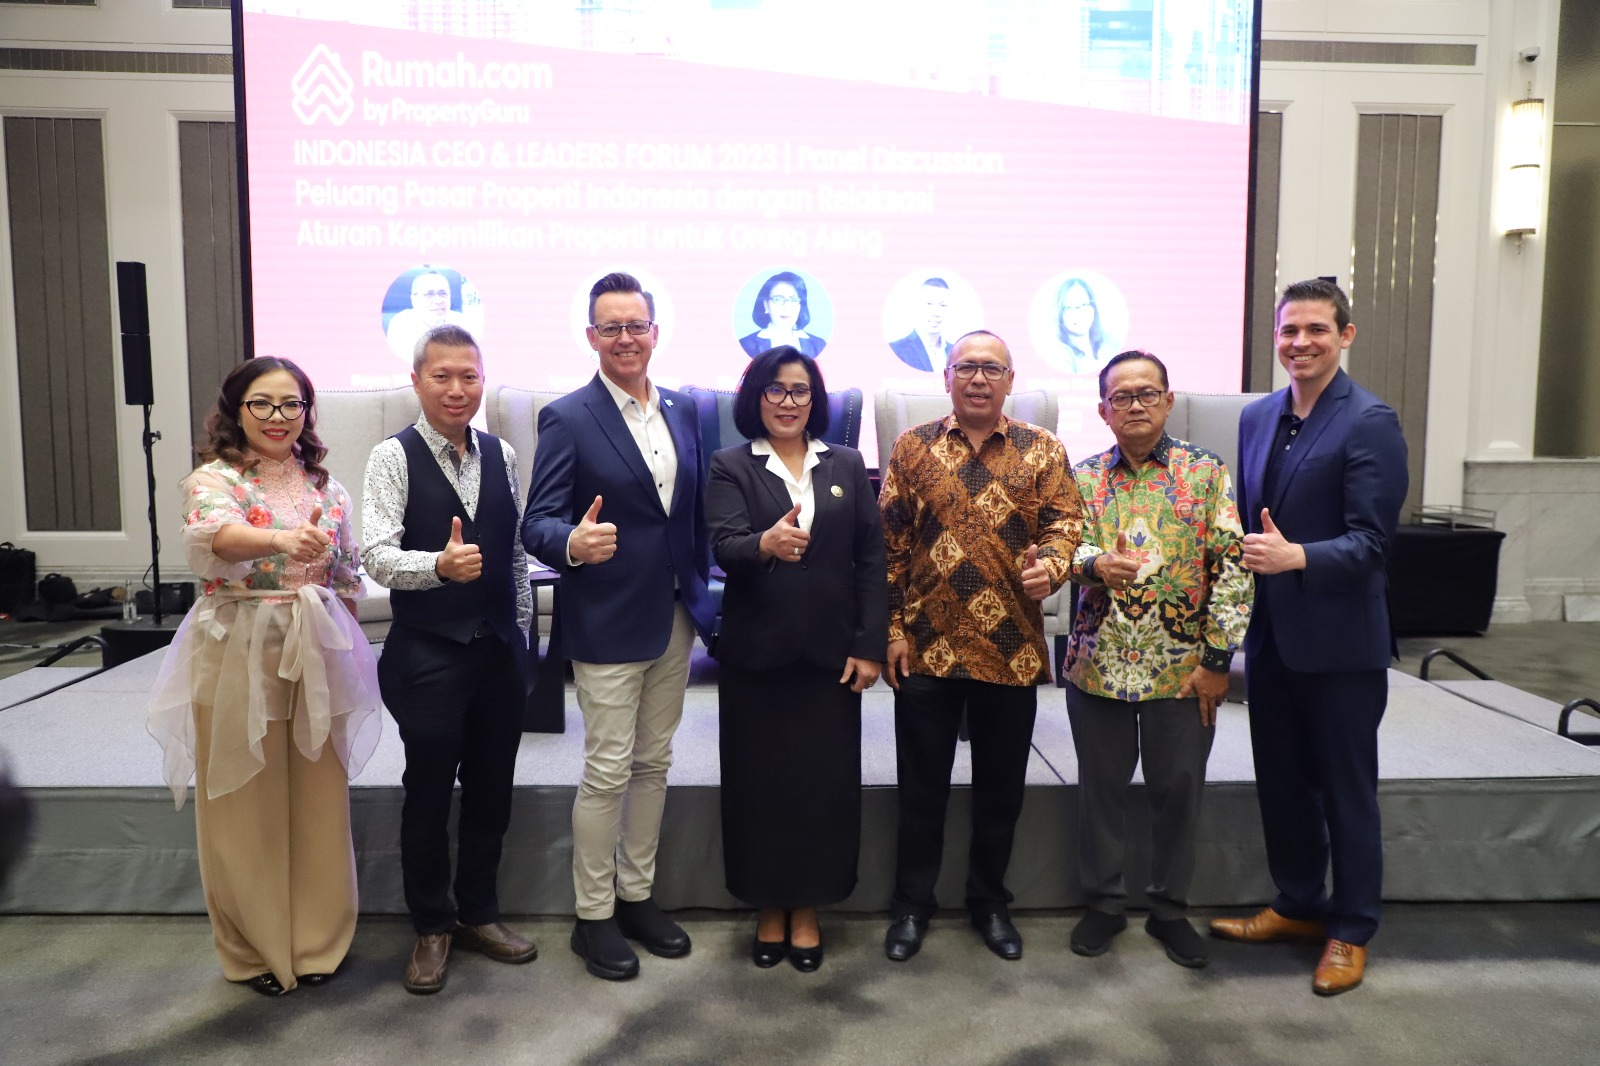 Rumah.com
by PropertyGuru
INDONESIA CEO & LEADERS FORUM 2023 | Panel Discussion
Peluang Pasar Properti Indonesia dengan Relaksasi
Aturan Kepemilikan Properti untuk Orang Asing